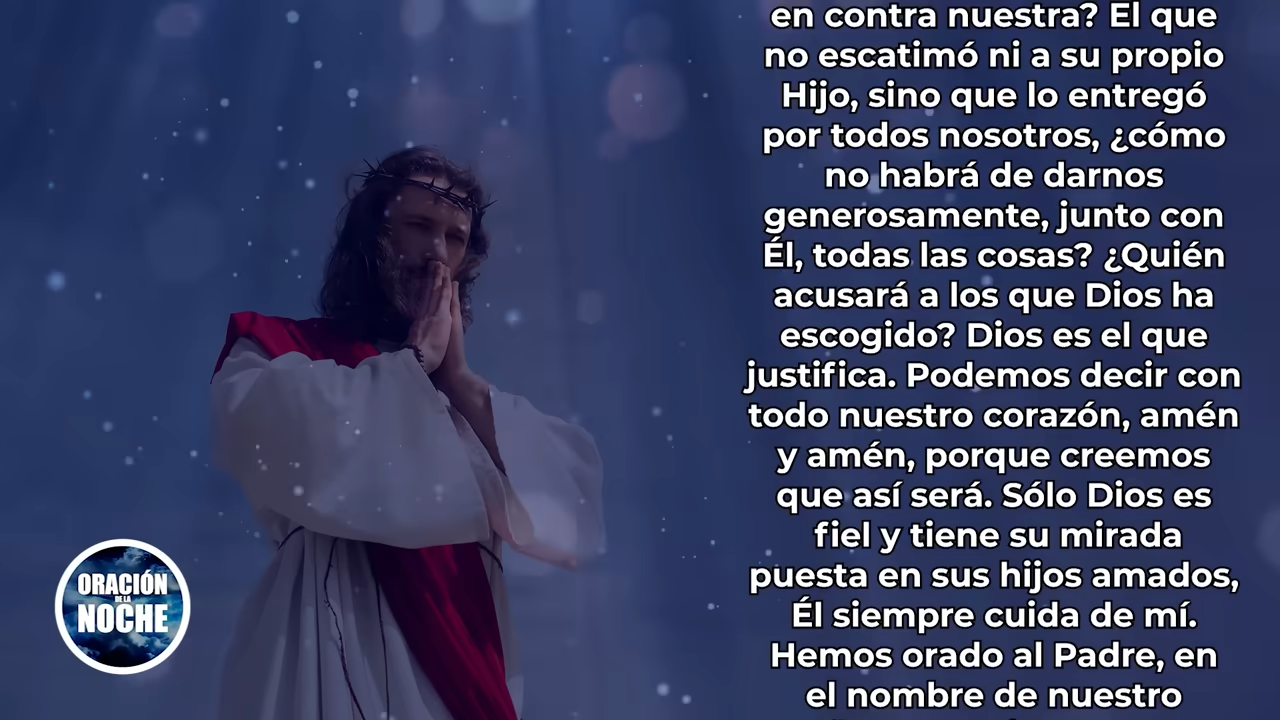 en contra nuestra? El que
no escatimó ni a su propio
Hijo, sino que lo entregó
por todos nosotros, ¿cómo
no habrá de darnos
generosamente, junto con
Él, todas las cosas? ¿Quién
acusará a los que Dios ha
escogido? Dios es el que
justifica. Podemos decir con
todo nuestro corazón, amén
y amén, porque creemos
que así será. Sólo Dios es
fiel y tiene su mirada
puesta en sus hijos amados,
Él siempre cuida de mí.
Hemos orado al Padre, en
el nombre de nuestro
ORACIÓN
DE LA
NOCHE